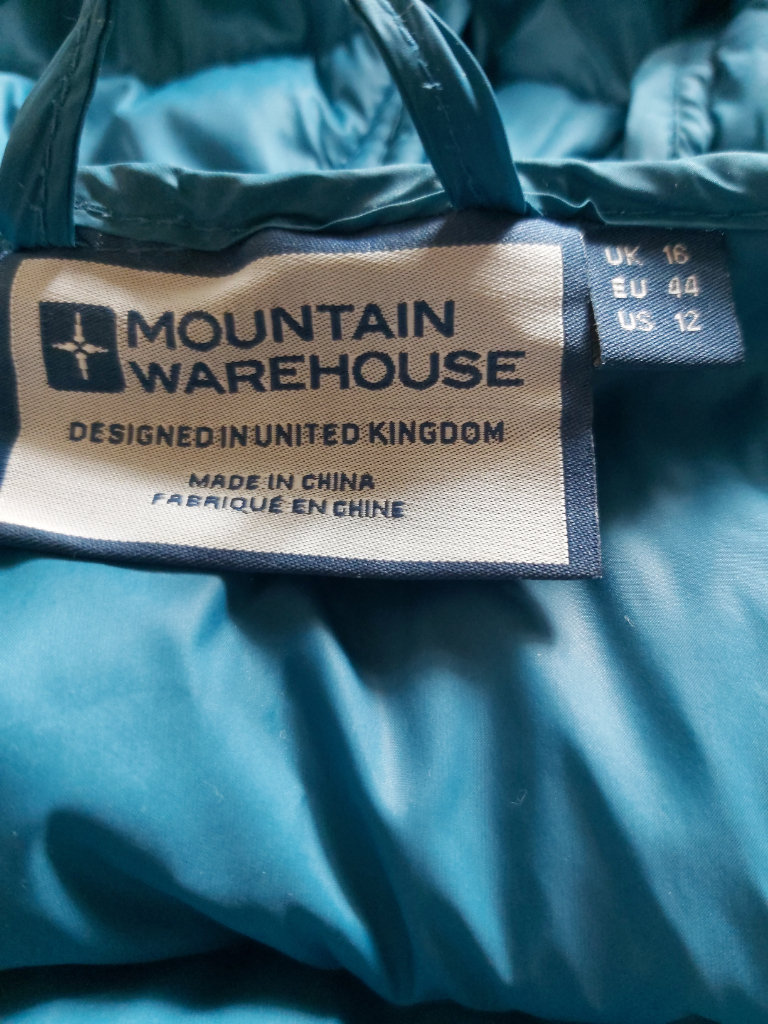 MOUNTAIN
WAREHOUSE
DESIGNED IN UNITED KINGDOM
MADE IN CHINA
FABRIQUÉ EN CHINE
UK 16
EU 44
US 12